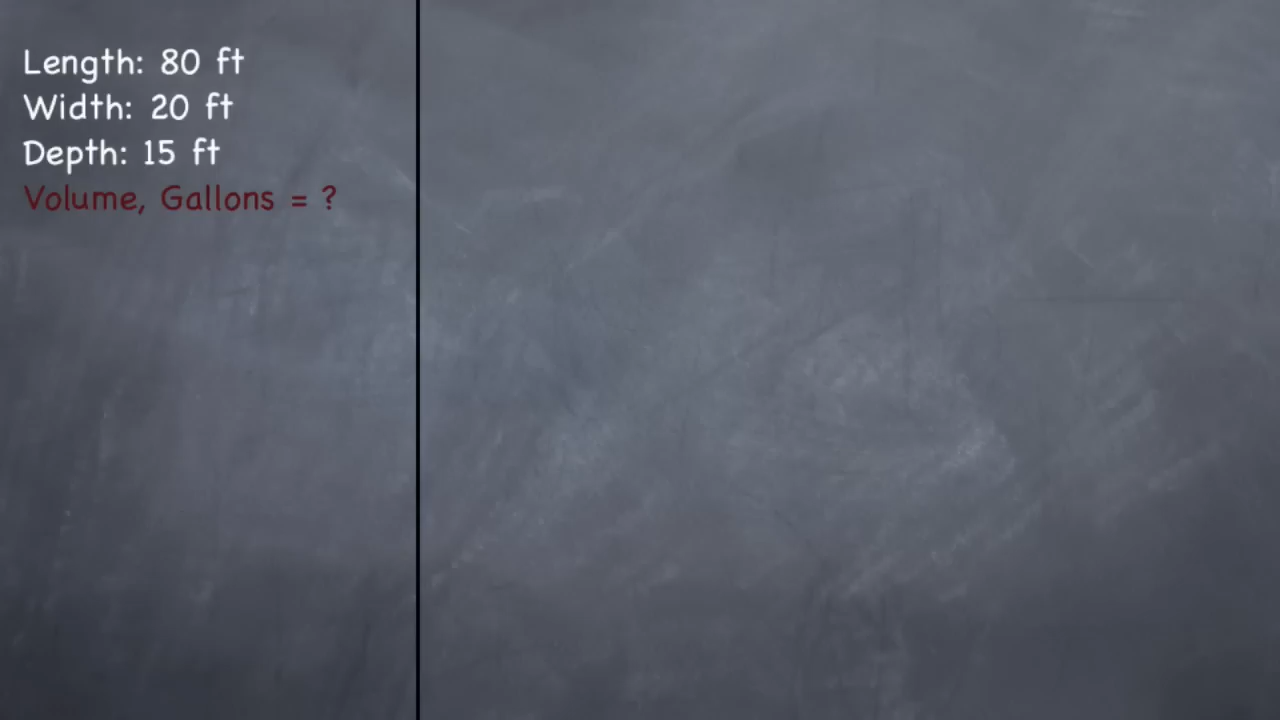 Length: 80 ft
Width: 20 ft
Depth: 15 ft
Volume, Gallons = ?